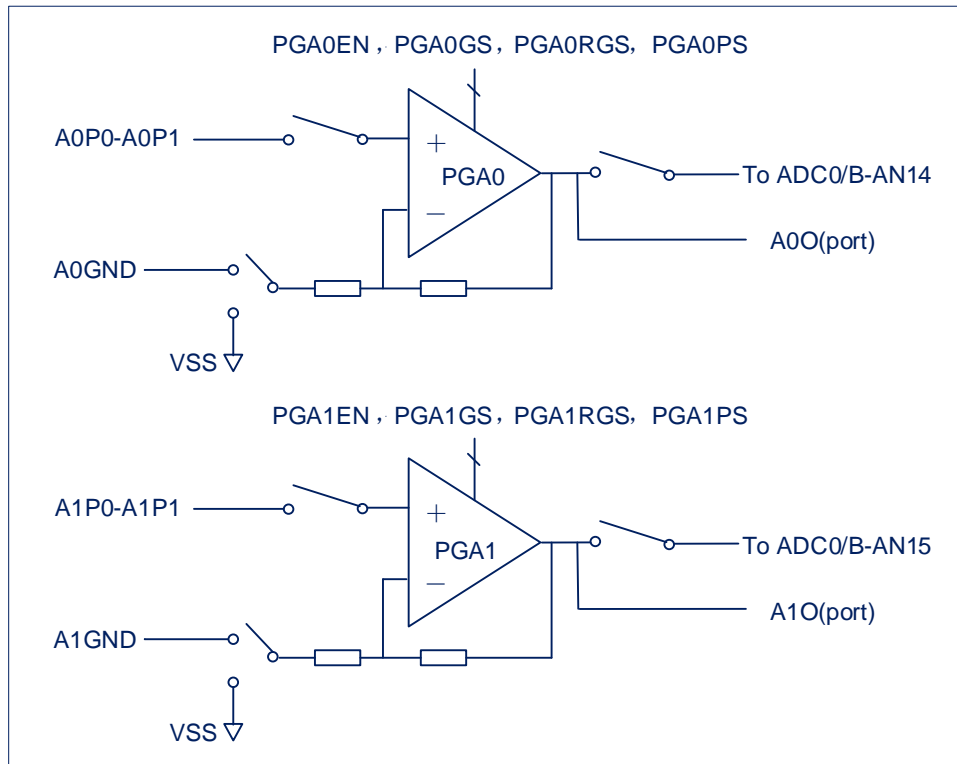 PGA0EN ，PGA0GS，PGA0RGS， PGA0PS
A0P0-A0P1
+
PGA0
To ADC0/B-AN14
−
A0O(port)
A0GND
VSS
PGA1EN ，PGA1GS，PGA1RGS， PGA1PS
A1P0-A1P1
+
PGA1
To ADC0/B-AN15
−
A1O(port)
A1GND
VSS